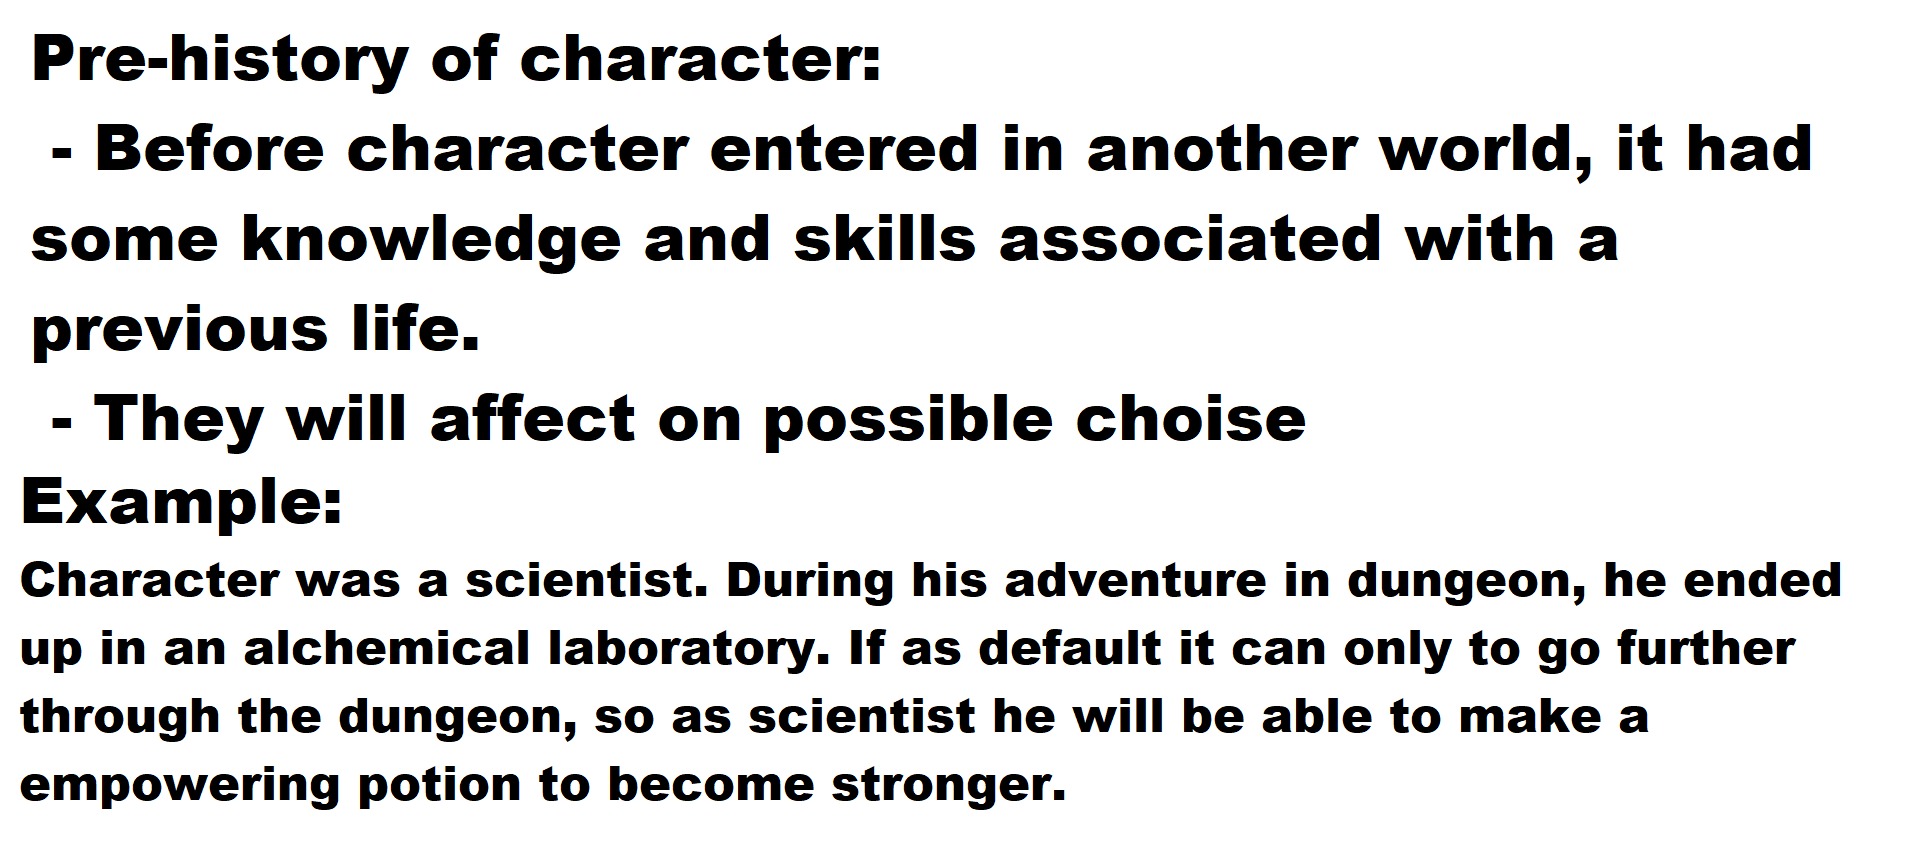 Pre-history of character:
- Before character entered in another world, it had
some knowledge and skills associated with a
previous life.
- They will affect on possible choise
Example:
Character was a scientist. During his adventure in dungeon, he ended
up in an alchemical laboratory. If as default it can only to go further
through the dungeon, so as scientist he will be able to make a
empowering potion to become stronger.